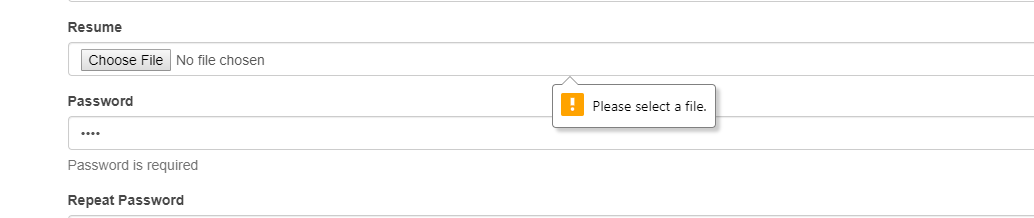 Resume
Choose File No file chosen
Please select a file.
Password
••••
Password is required
Repeat Password